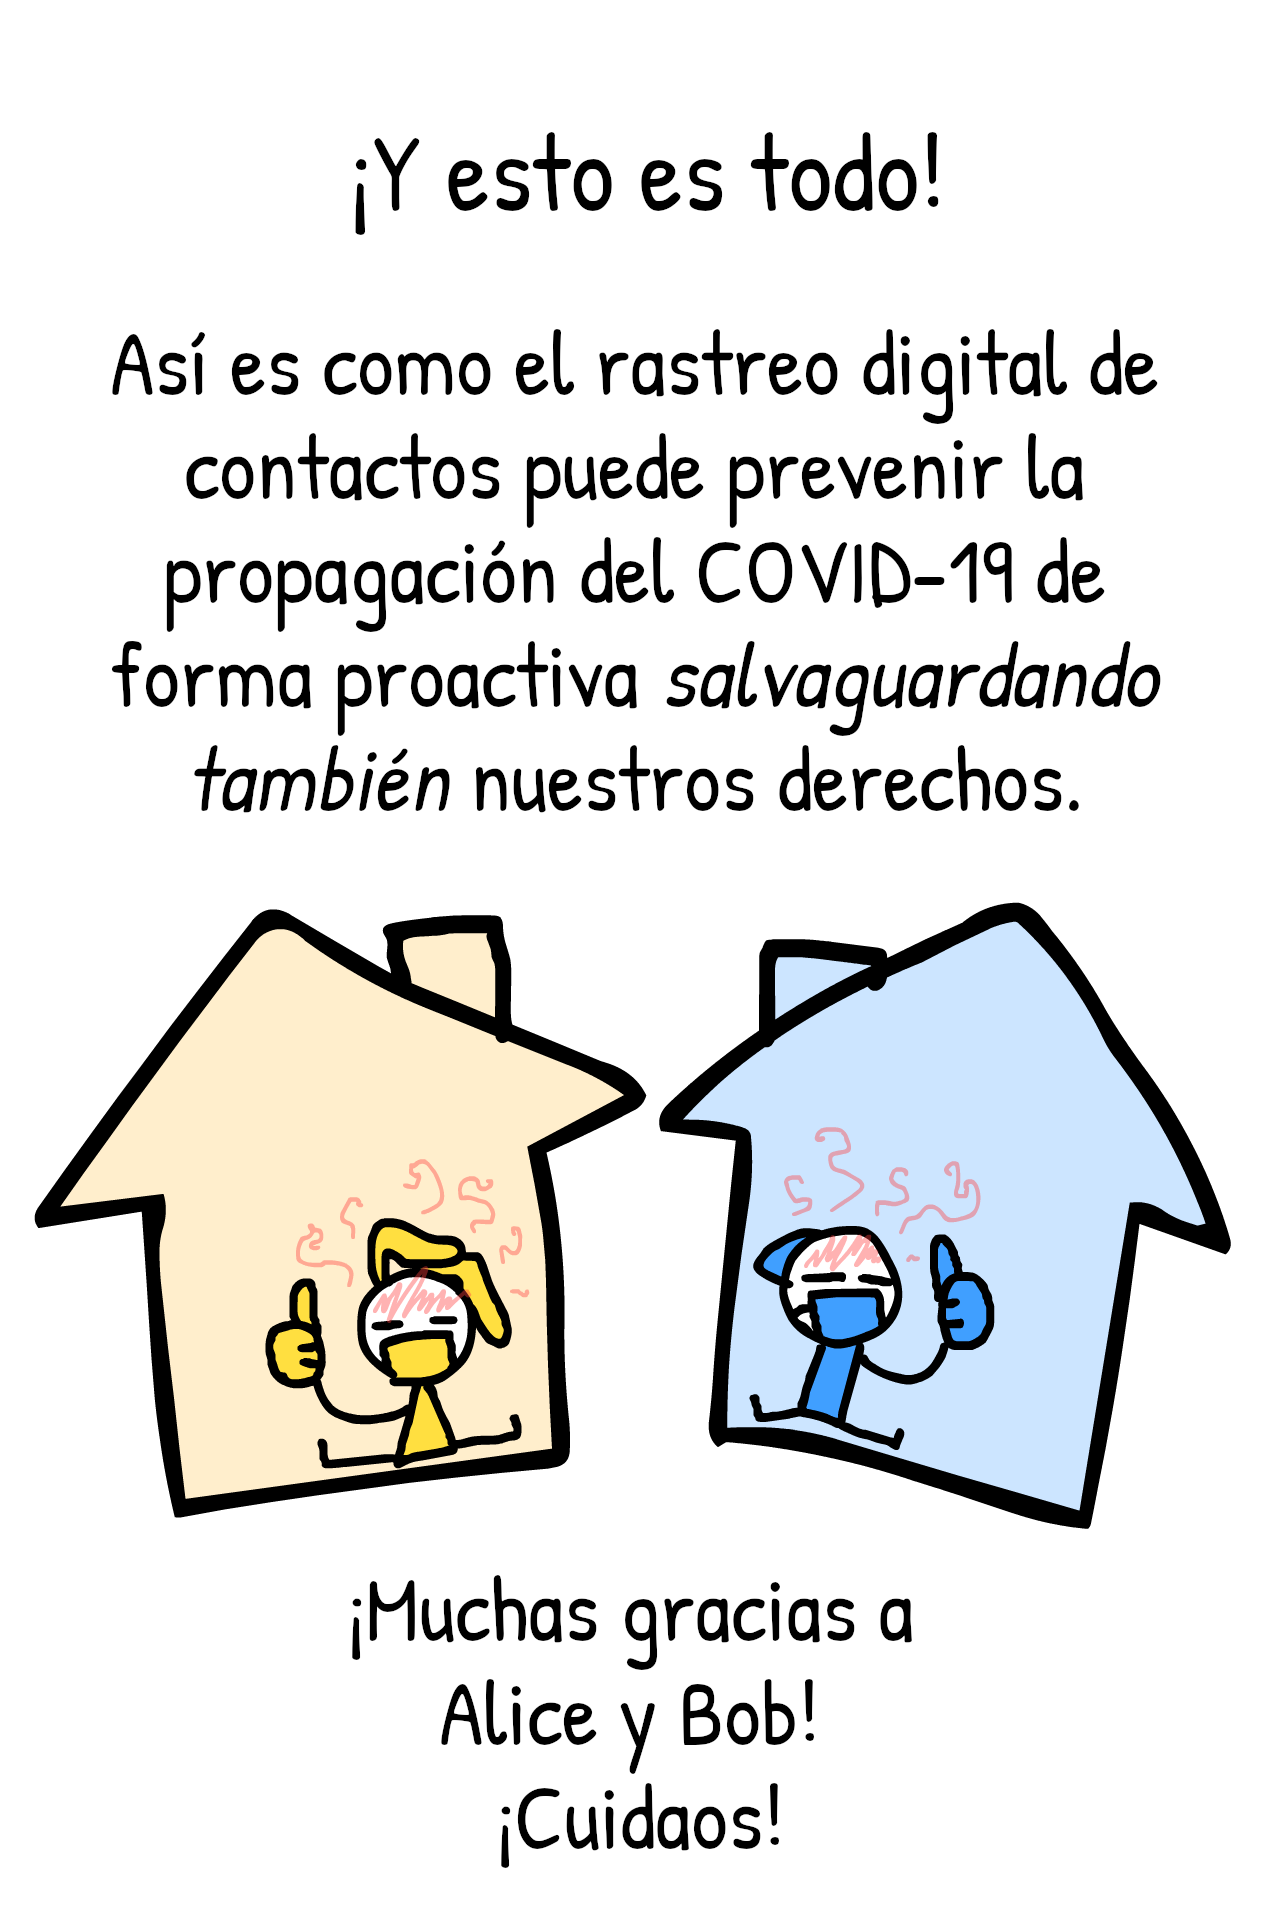 ¡Y esto es todo!
Así es como el rastreo digital de
contactos puede prevenir la
propagación del COVID-19 de
forma proactiva salvaguardando
también nuestros derechos.
¡Muchas gracias a
Alice y Bob!
¡Cuidaos!